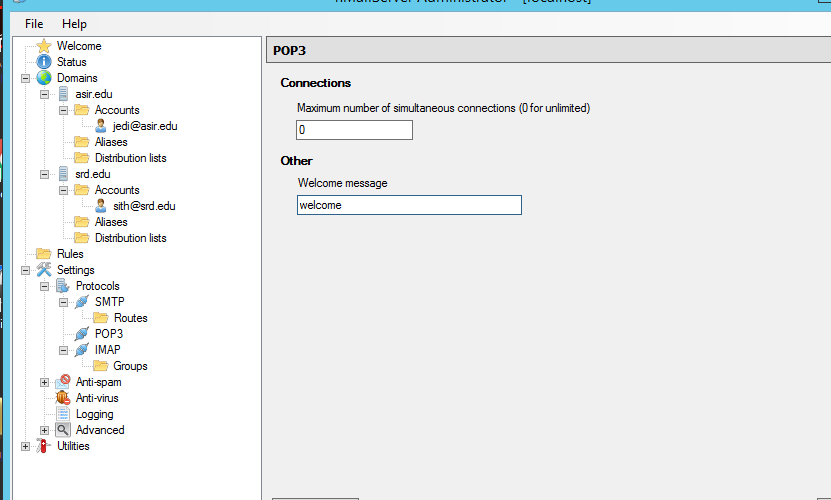 hMailServer Administrator - [localhost]
File Help
Welcome
Status
Domains
asir.edu
Accounts
jedi@asir.edu
Aliases
Distribution lists
srd.edu
Accounts
sith@srd.edu
Aliases
Distribution lists
Rules
Settings
Protocols
SMTP
Routes
POP3
IMAP
Groups
Anti-spam
Anti-virus
Logging
Advanced
Utilities
POP3
Connections
Maximum number of simultaneous connections (0 for unlimited)
0
Other
Welcome message
welcome